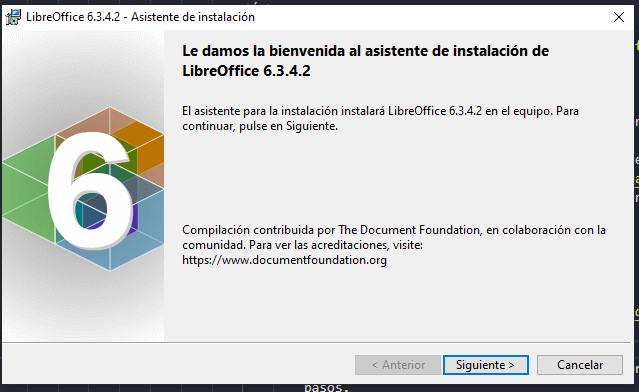 LibreOffice 6.3.4.2 - Asistente de instalación
Le damos la bienvenida al asistente de instalación de
LibreOffice 6.3.4.2
El asistente para la instalación instalará LibreOffice 6.3.4.2 en el equipo. Para
continuar, pulse en Siguiente.
6
Compilación contribuida por The Document Foundation, en colaboración con la
comunidad. Para ver las acreditaciones, visite:
https://www.documentfoundation.org
< Anterior
Siguiente >
Cancelar
pasos.